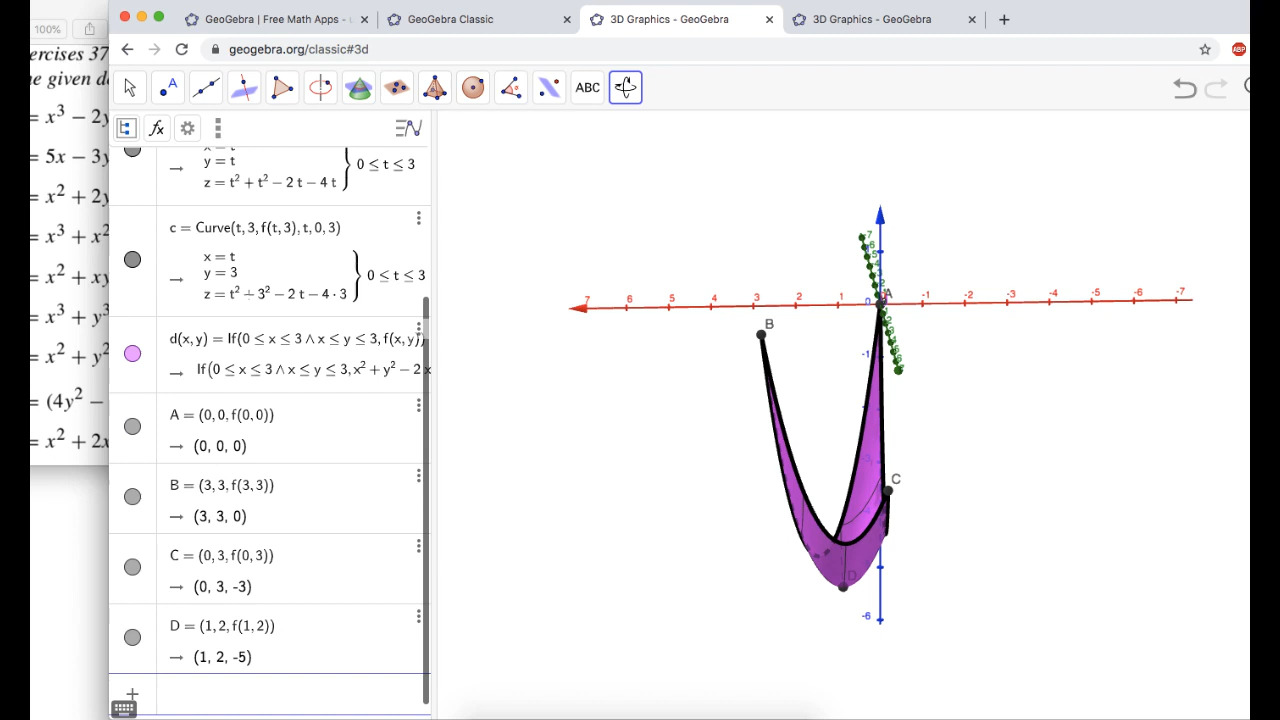 GeoGebra | Free Math Apps -
GeoGebra Classic
3D Graphics - GeoGebra
3D Graphics - GeoGebra
geogebra.org/classic#3d
ABP
100%
ercises 37
e given d
= x³ − 2y
= 5x − 3y
= x² + 2y
= x³ + x²
= x² + xy
= x³ + y³
= x² + y²
= (4y² −
= x² + 2x
ABC
fx
y = t
z = t² + t² − 2 t − 4 t
0 ≤ t ≤ 3
c = Curve(t, 3, f(t, 3), t, 0, 3)
x = t
y = 3
z = t² + 3² − 2 t − 4 · 3
0 ≤ t ≤ 3
d(x, y) = If(0 ≤ x ≤ 3 ∧ x ≤ y ≤ 3, f(x, y))
→ If(0 ≤ x ≤ 3 ∧ x ≤ y ≤ 3, x² + y² − 2 x
A = (0, 0, f(0, 0))
→ (0, 0, 0)
B = (3, 3, f(3, 3))
→ (3, 3, 0)
C = (0, 3, f(0, 3))
→ (0, 3, -3)
D = (1, 2, f(1, 2))
→ (1, 2, -5)
7 6 5 4 3 2 1 0 -1 -2 -3 -4 -5 -6 -7
A
B
-1
C
D
-6